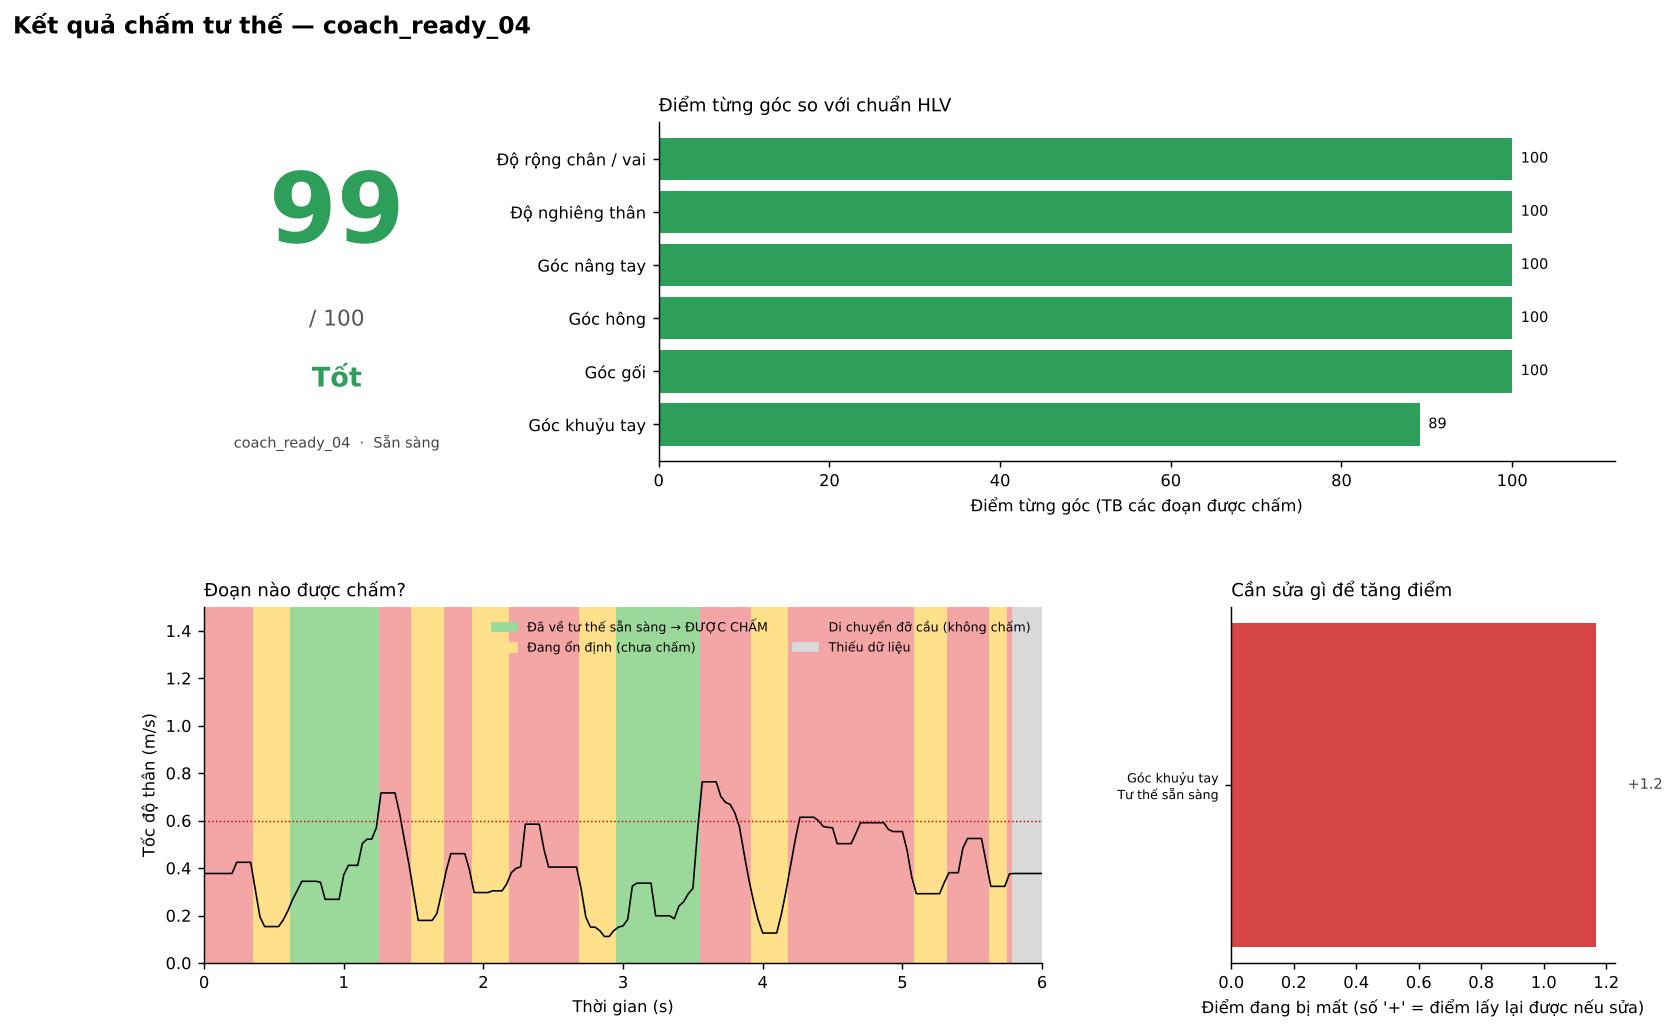 Kết quả chấm tư thế — coach_ready_04
99
/ 100
Tốt
coach_ready_04 · Sẵn sàng
Điểm từng góc so với chuẩn HLV
Độ rộng chân / vai
100
Độ nghiêng thân
100
Góc nâng tay
100
Góc hông
100
Góc gối
100
Góc khuỷu tay
89
0
20
40
60
80
100
Điểm từng góc (TB các đoạn được chấm)
Đoạn nào được chấm?
Đã về tư thế sẵn sàng → ĐƯỢC CHẤM
Đang ổn định (chưa chấm)
Di chuyển đỡ cầu (không chấm)
Thiếu dữ liệu
Tốc độ thân (m/s)
1.4
1.2
1.0
0.8
0.6
0.4
0.2
0.0
0
1
2
3
4
5
6
Thời gian (s)
Cần sửa gì để tăng điểm
Góc khuỷu tay
Tư thế sẵn sàng
+1.2
0.0
0.2
0.4
0.6
0.8
1.0
1.2
Điểm đang bị mất (số '+' = điểm lấy lại được nếu sửa)